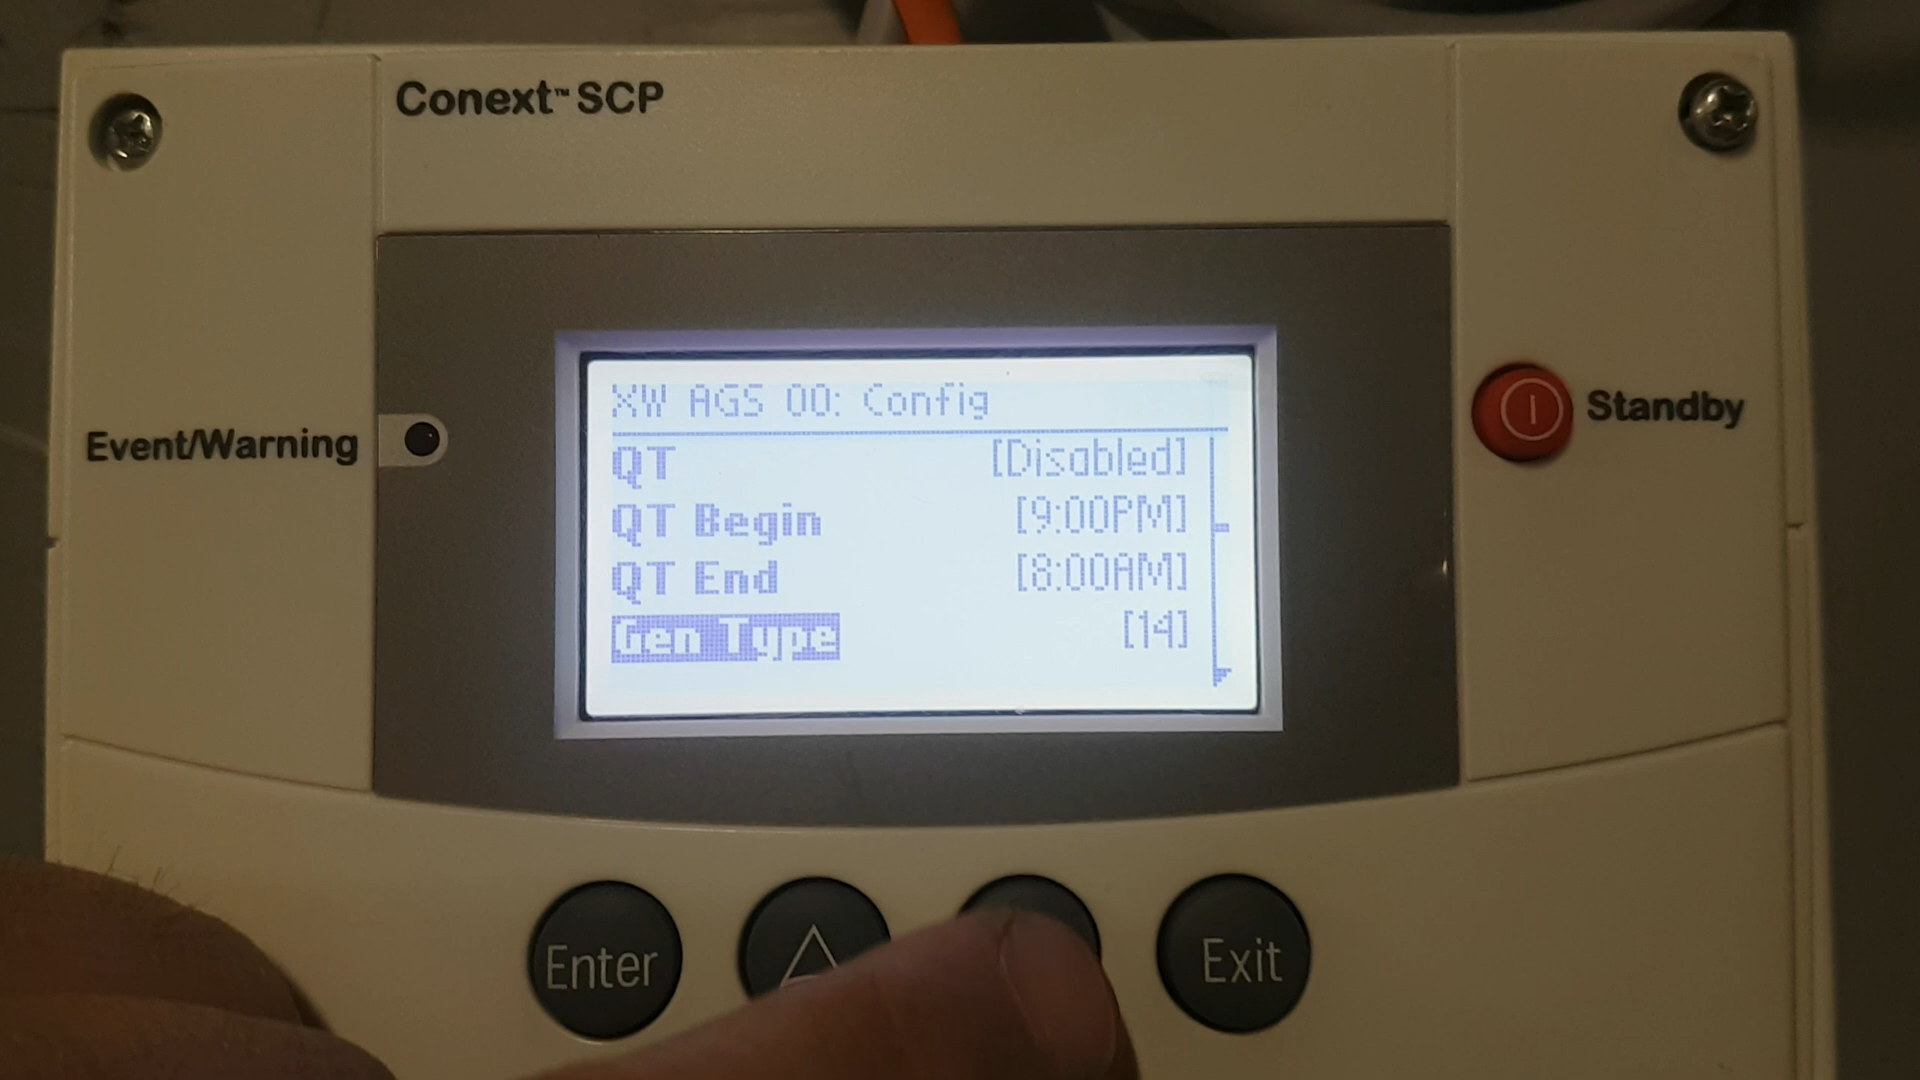 Conext™ SCP
XW AGS 00: Config
QT [Disabled]
QT Begin [9:00PM]
QT End [8:00AM]
Gen Type [14]
Event/Warning
Standby
Enter
Exit